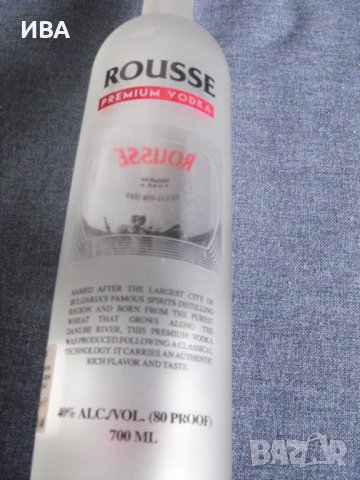 ИВА
ROUSSE
PREMIUM VODKA
ROUSSE
NAMED AFTER THE LARGEST CITY OF
BULGARIA'S FAMOUS SPIRITS-DISTILLING
REGION AND BORN FROM THE PUREST
WHEAT THAT GROWS ALONG THE
DANUBE RIVER, THIS PREMIUM VODKA
WAS PRODUCED FOLLOWING A CLASSICAL
TECHNOLOGY. IT CARRIES AN AUTHENTIC
RICH FLAVOR AND TASTE.
40% ALC./VOL. (80 PROOF)
700 ML
BAZAR